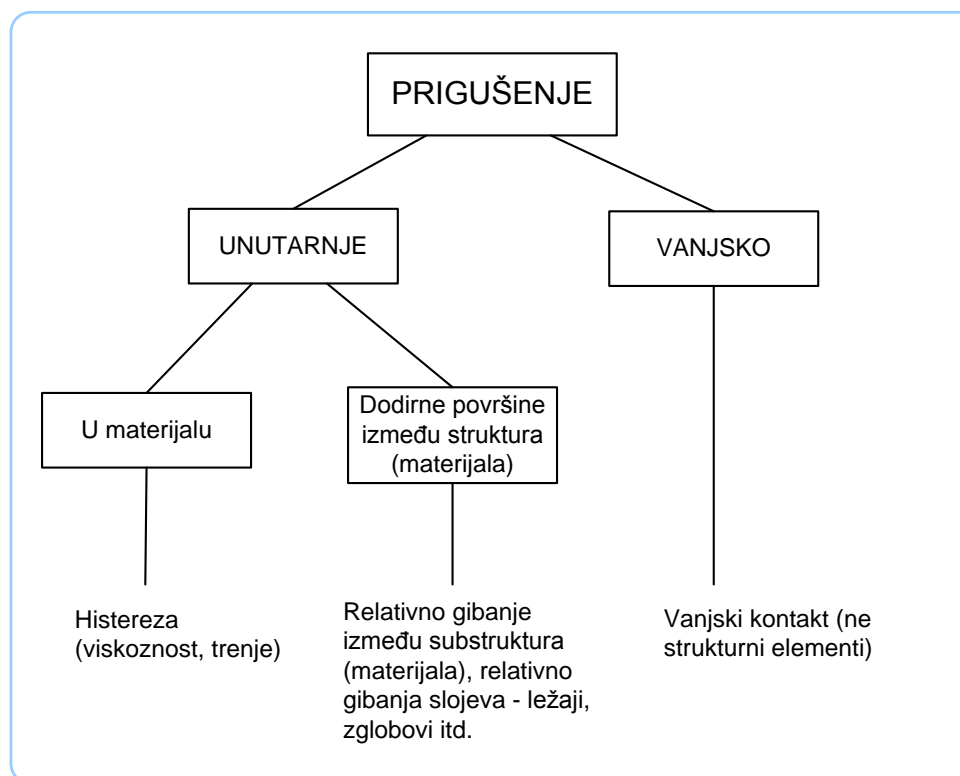 PRIGUŠENJE
UNUTARNJE
VANJSKO
U materijalu
Dodirne površine
između struktura
(materijala)
Histereza
(viskoznost, trenje)
Relativno gibanje
između substruktura
(materijala), relativno
gibanja slojeva - ležaji,
zglobovi itd.
Vanjski kontakt (ne
strukturni elementi)